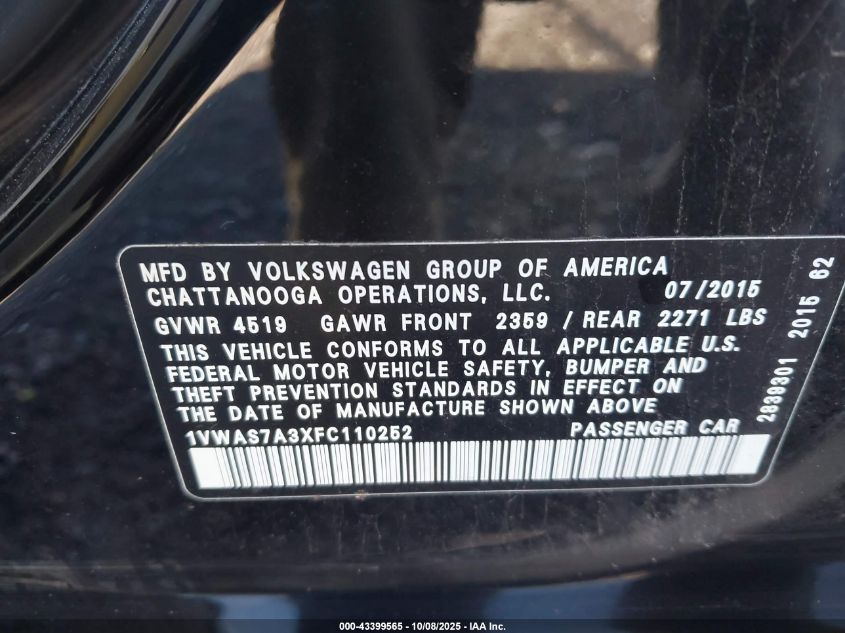 MFD BY VOLKSWAGEN GROUP OF AMERICA
CHATTANOOGA OPERATIONS, LLC. 07/2015
GVWR 4519 GAWR FRONT 2359 / REAR 2271 LBS
THIS VEHICLE CONFORMS TO ALL APPLICABLE U.S.
FEDERAL MOTOR VEHICLE SAFETY, BUMPER AND
THEFT PREVENTION STANDARDS IN EFFECT ON
THE DATE OF MANUFACTURE SHOWN ABOVE.
1VWAS7A3XFC110252 PASSENGER CAR
2839301 2015 62
000-43399565 - 10/08/2025 - IAA Inc.